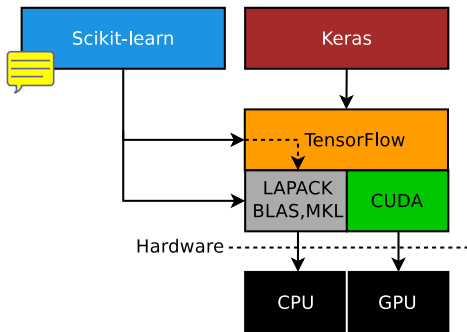 Scikit-learn
Keras
TensorFlow
LAPACK
BLAS,MKL
CUDA
Hardware
CPU
GPU